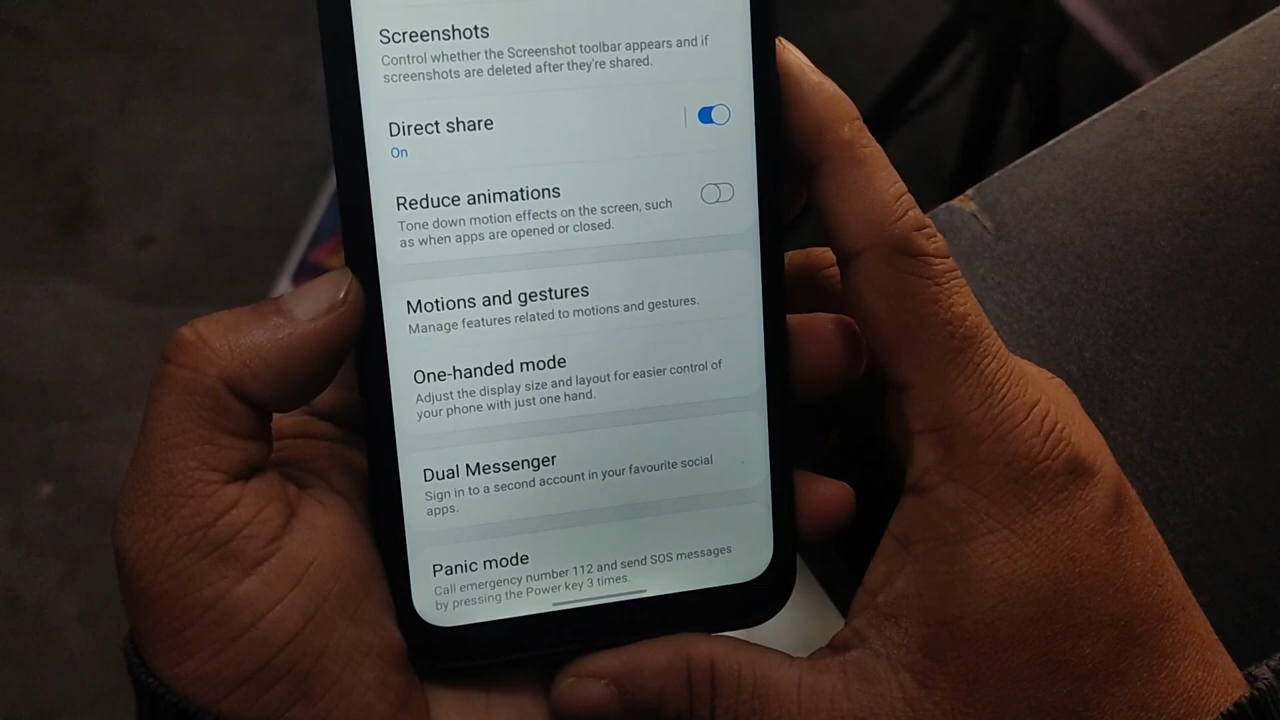 Screenshots
Control whether the Screenshot toolbar appears and if
screenshots are deleted after they're shared.
Direct share
On
Reduce animations
Tone down motion effects on the screen, such
as when apps are opened or closed.
Motions and gestures
Manage features related to motions and gestures.
One-handed mode
Adjust the display size and layout for easier control of
your phone with just one hand.
Dual Messenger
Sign in to a second account in your favourite social
apps.
Panic mode
Call emergency number 112 and send SOS messages
by pressing the Power key 3 times.